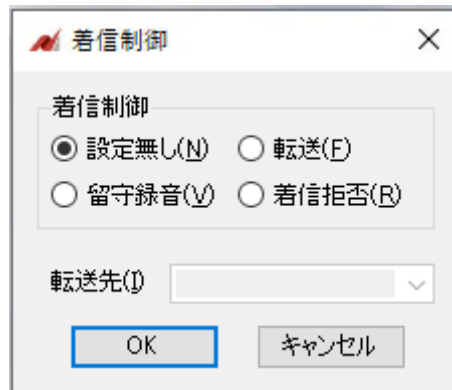 着信制御
着信制御
設定無し(N) 転送(F)
留守録音(V) 着信拒否(R)
転送先(I)
OK キャンセル